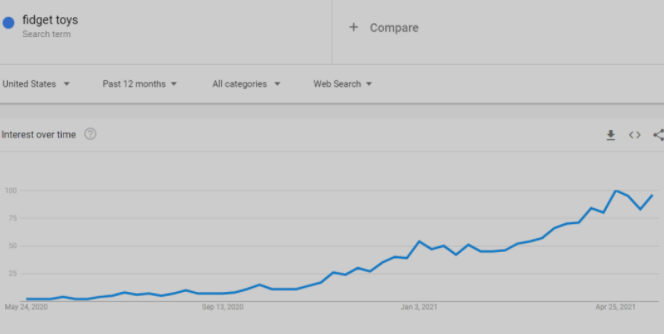 fidget toys
Search term
+ Compare
United States
Past 12 months
All categories
Web Search
Interest over time ?
100
75
50
25
May 24, 2020 Sep 13, 2020 Jan 3, 2021 Apr 25, 2021